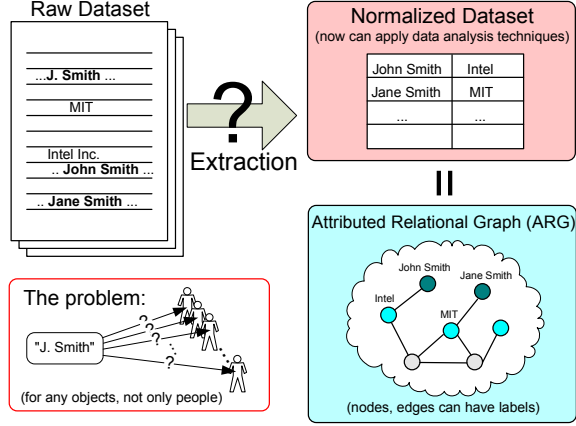 Raw Dataset
...J. Smith ...
MIT
Intel Inc.
.. John Smith ...
.. Jane Smith ...
?
Extraction
Normalized Dataset
(now can apply data analysis techniques)
John Smith Intel
Jane Smith MIT
... ...
The problem:
"J. Smith"
?
?
?
...
?
(for any objects, not only people)
Attributed Relational Graph (ARG)
John Smith
Jane Smith
Intel
MIT
(nodes, edges can have labels)